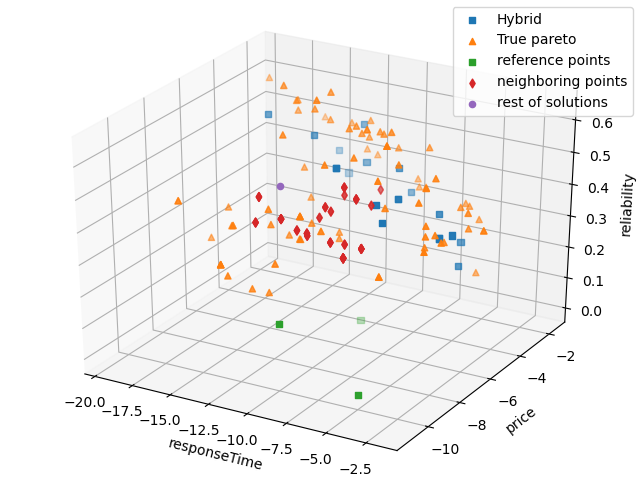 Hybrid
True pareto
reference points
neighboring points
rest of solutions
0.6
0.5
0.4
0.3
0.2
0.1
0.0
reliability
−20.0
−17.5
−15.0
−12.5
−10.0
−7.5
−5.0
−2.5
responseTime
−10
−8
−6
−4
−2
price